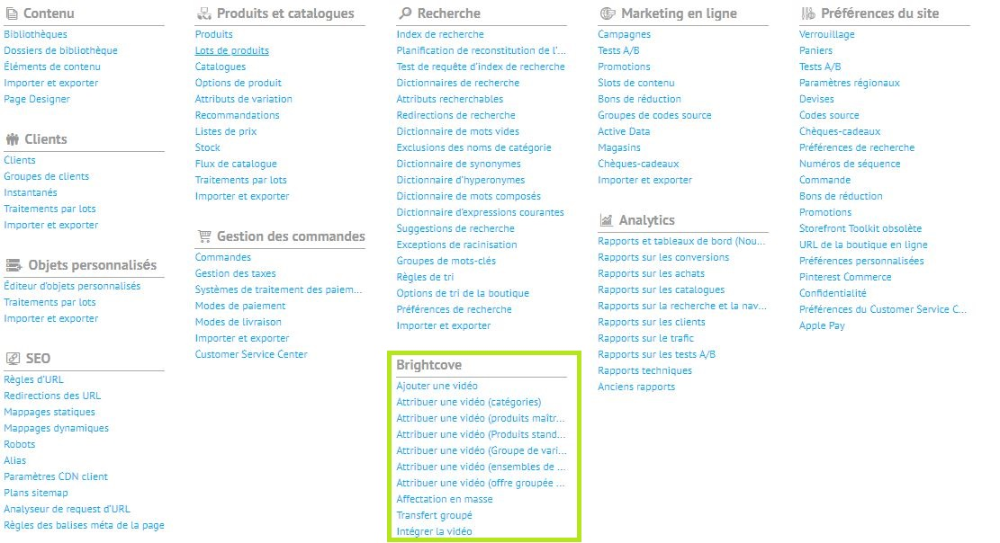 Contenu
Bibliothèques
Dossiers de bibliothèque
Éléments de contenu
Importer et exporter
Page Designer
Clients
Clients
Groupes de clients
Instantanés
Traitements par lots
Importer et exporter
Objets personnalisés
Éditeur d'objets personnalisés
Traitements par lots
Importer et exporter
SEO
Règles d'URL
Redirections des URL
Mappages statiques
Mappages dynamiques
Robots
Alias
Paramètres CDN client
Plans sitemap
Analyseur de request d'URL
Règles des balises méta de la page
Produits et catalogues
Produits
Lots de produits
Catalogues
Options de produit
Attributs de variation
Recommandations
Listes de prix
Stock
Flux de catalogue
Traitements par lots
Importer et exporter
Gestion des commandes
Commandes
Gestion des taxes
Systèmes de traitement des paiem...
Modes de paiement
Modes de livraison
Importer et exporter
Customer Service Center
Recherche
Index de recherche
Planification de reconstitution de l'...
Test de requête d'index de recherche
Dictionnaires de recherche
Attributs recherchables
Redirections de recherche
Dictionnaire de mots vides
Exclusions des noms de catégorie
Dictionnaire de synonymes
Dictionnaire d'hyperonymes
Dictionnaire de mots composés
Dictionnaire d'expressions courantes
Suggestions de recherche
Exceptions de racinisation
Groupes de mots-clés
Règles de tri
Options de tri de la boutique
Préférences de recherche
Importer et exporter
Brightcove
Ajouter une vidéo
Attribuer une vidéo (catégories)
Attribuer une vidéo (produits maîtr...
Attribuer une vidéo (Produits stand...
Attribuer une vidéo (Groupe de vari...
Attribuer une vidéo (ensembles de ...
Attribuer une vidéo (offre groupée ...
Affectation en masse
Transfert groupé
Intégrer la vidéo
Marketing en ligne
Campagnes
Tests A/B
Promotions
Slots de contenu
Bons de réduction
Groupes de codes source
Active Data
Magasins
Chèques-cadeaux
Importer et exporter
Analytics
Rapports et tableaux de bord (Nou...
Rapports sur les conversions
Rapports sur les achats
Rapports sur les catalogues
Rapports sur la recherche et la nav...
Rapports sur les clients
Rapports sur le trafic
Rapports sur les tests A/B
Rapports techniques
Anciens rapports
Préférences du site
Verrouillage
Paniers
Tests A/B
Paramètres régionaux
Devises
Codes source
Chèques-cadeaux
Préférences de recherche
Numéros de séquence
Commande
Bons de réduction
Promotions
Storefront Toolkit obsolète
URL de la boutique en ligne
Préférences personnalisées
Pinterest Commerce
Confidentialité
Préférences du Customer Service C...
Apple Pay